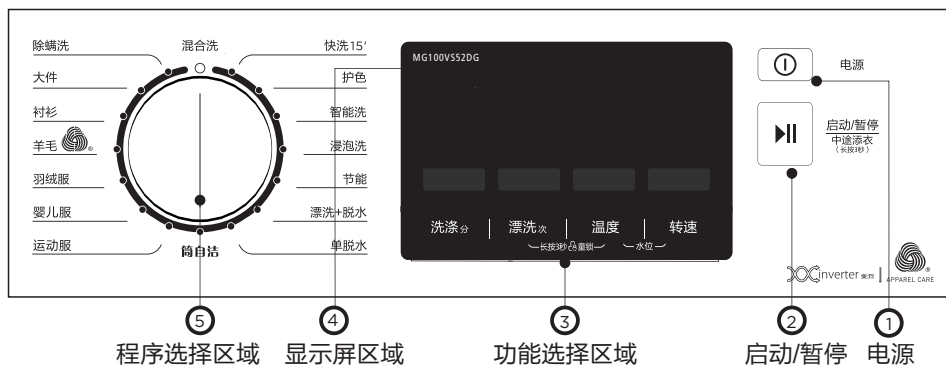 混合洗
除螨洗
大件
衬衫
羊毛
羽绒服
婴儿服
运动服
筒自洁
快洗15'
护色
智能洗
浸泡洗
节能
漂洗+脱水
单脱水
MG100VS52DG
洗涤分 漂洗次 温度 转速
长按3秒 童锁 水位
电源
启动/暂停
中途添衣
(长按3秒)
inverter 变频
APPAREL CARE
⑤ ④ ③ ② ①
程序选择区域 显示屏区域 功能选择区域 启动/暂停 电源